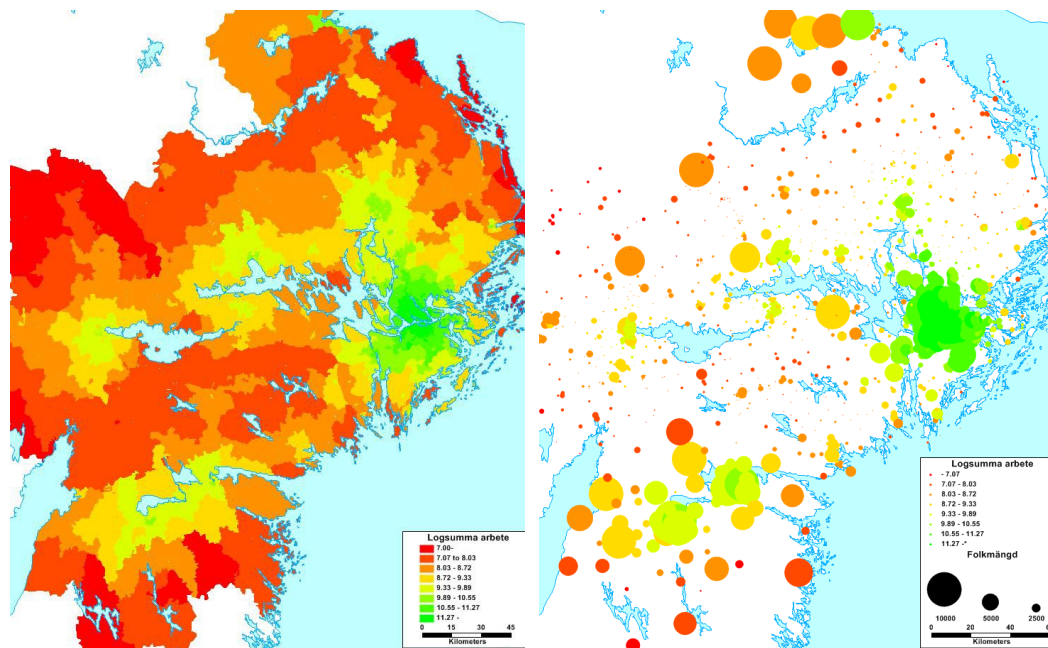 Logsumma arbete
7.00-
7.07 to 8.03
8.03 - 8.72
8.72 - 9.33
9.33 - 9.89
9.89 - 10.55
10.55 - 11.27
11.27 -
0 15 30 45
Kilometers
Logsumma arbete
- 7.07
7.07 - 8.03
8.03 - 8.72
8.72 - 9.33
9.33 - 9.89
9.89 - 10.55
10.55 - 11.27
11.27 -*
Folkmängd
10000 5000 2500
0 20 40 60
Kilometers